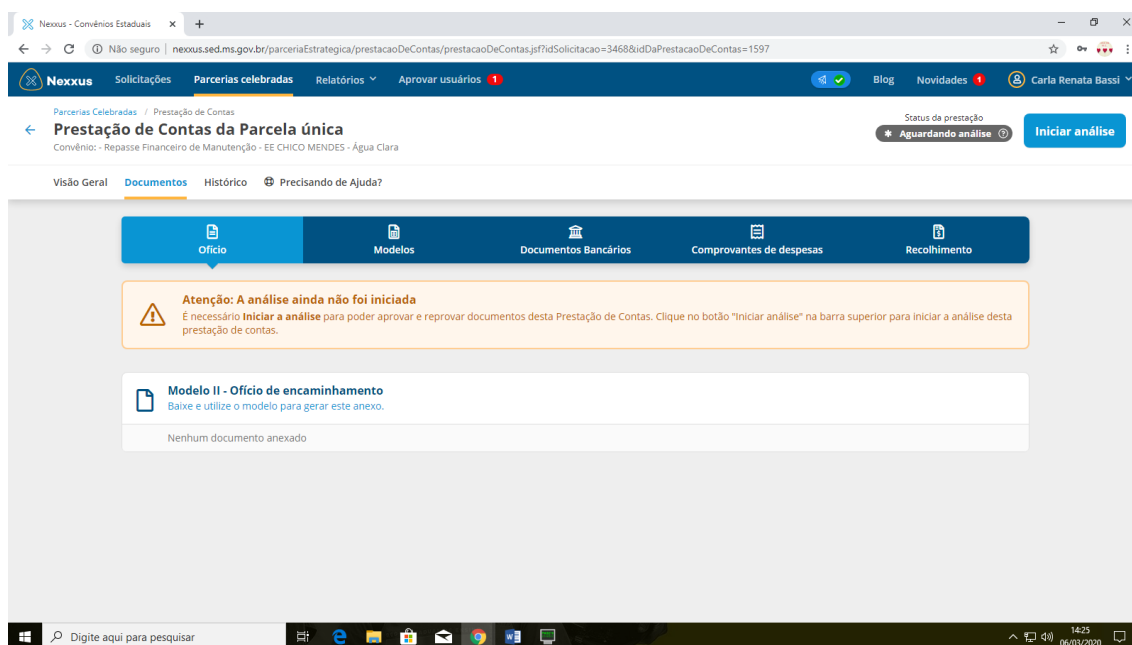 Nexxus - Convênios Estaduais
Não seguro | nexxus.sed.ms.gov.br/parceriaEstrategica/prestacaoDeContas/prestacaoDeContas.jsf?idSolicitacao=3468&idDaPrestacaoDeContas=1597
Nexxus Solicitações Parcerias celebradas Relatórios Aprovar usuários 1 Blog Novidades 1 Carla Renata Bassi
Parcerias Celebradas / Prestação de Contas
Prestação de Contas da Parcela única
Convênio: - Repasse Financeiro de Manutenção - EE CHICO MENDES - Água Clara
Status da prestação
Aguardando análise
Iniciar análise
Visão Geral Documentos Histórico Precisando de Ajuda?
Ofício Modelos Documentos Bancários Comprovantes de despesas Recolhimento
Atenção: A análise ainda não foi iniciada
É necessário Iniciar a análise para poder aprovar e reprovar documentos desta Prestação de Contas. Clique no botão "Iniciar análise" na barra superior para iniciar a análise desta
prestação de contas.
Modelo II - Ofício de encaminhamento
Baixe e utilize o modelo para gerar este anexo.
Nenhum documento anexado
Digite aqui para pesquisar
14:25
06/03/2020